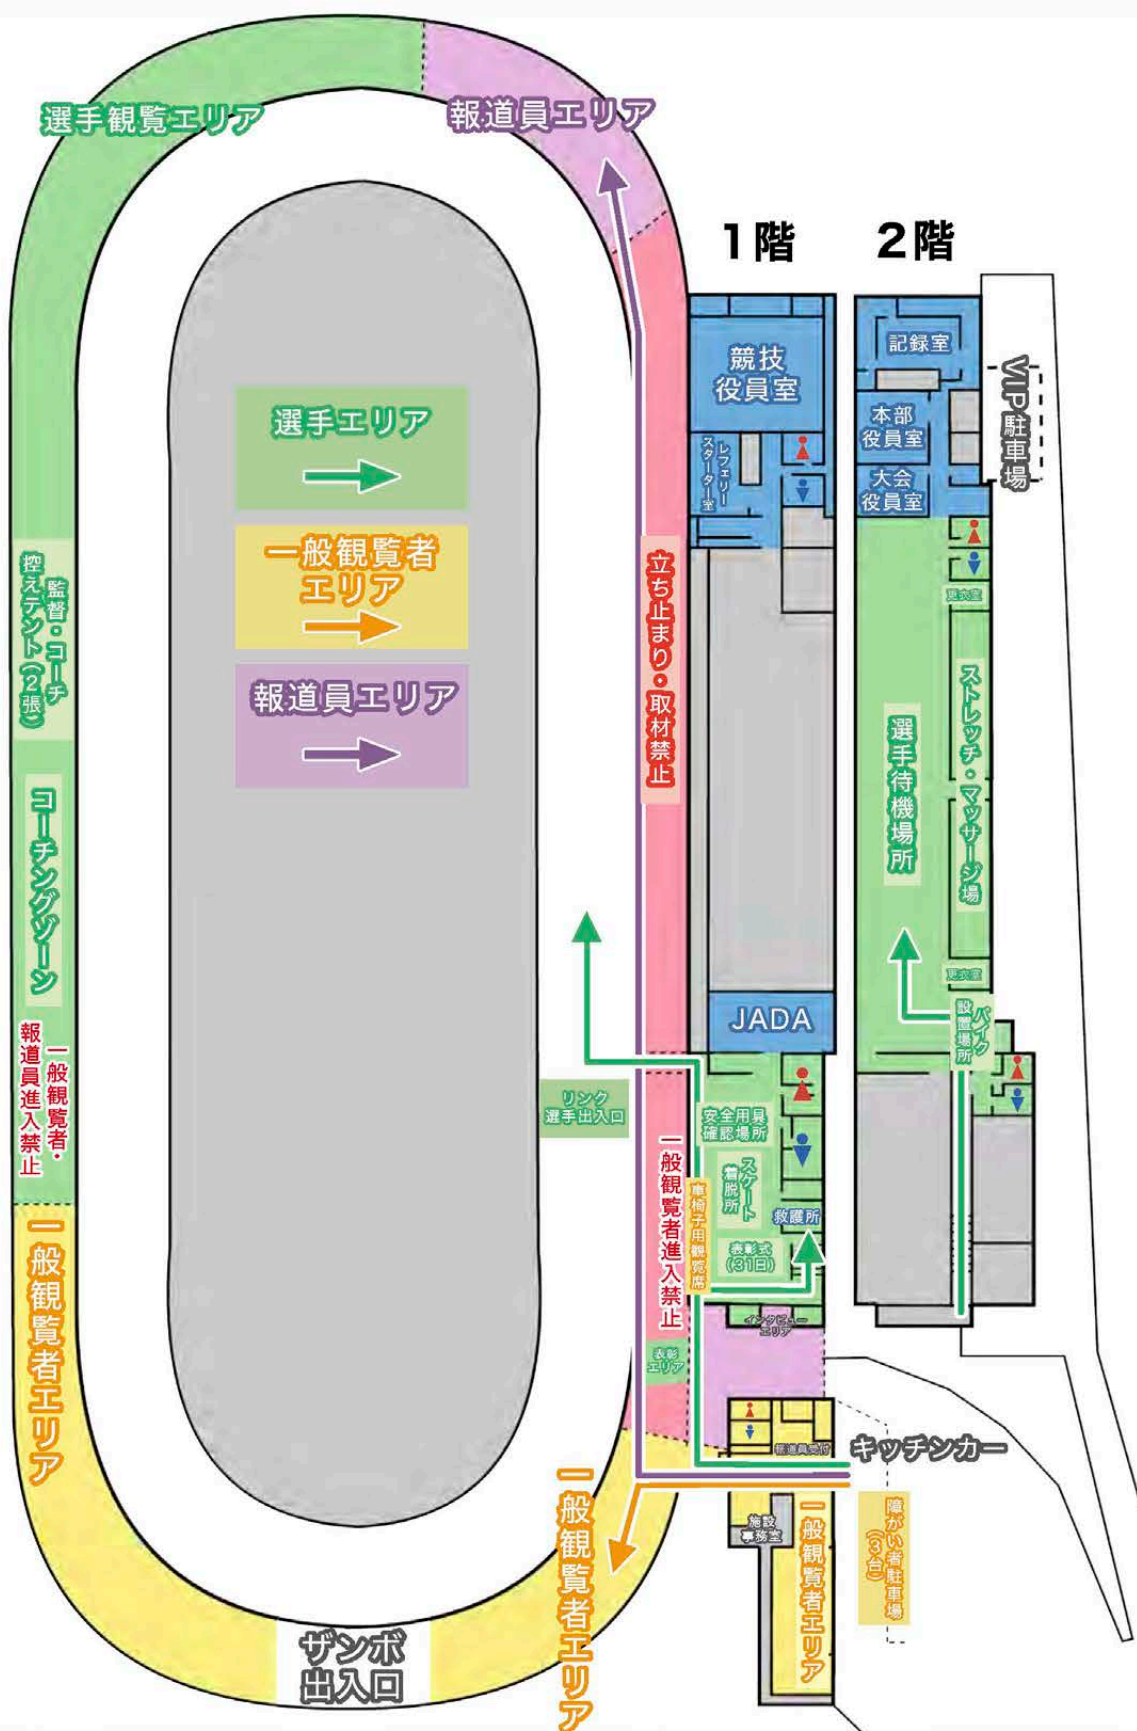 選手観覧エリア
報道員エリア
1階
2階
競技
役員室
レフェリー
スターター室
記録室
本部
役員室
大会
役員室
VIP駐車場
選手エリア
一般観覧者
エリア
報道員エリア
立ち止まり・取材禁止
監督・コーチ
控えテント(2張)
コーチングゾーン
一般観覧者・
報道員進入禁止
一般観覧者エリア
更衣室
ストレッチ・マッサージ場
選手待機場所
更衣室
バイク
設置場所
JADA
リンク
選手出入口
安全用具
確認場所
スケート
着脱所
救護所
表彰式
(31日)
車椅子用観覧席
一般観覧者進入禁止
インタビュー
エリア
表彰
エリア
報道員受付
キッチンカー
障がい者駐車場
(3台)
施設
事務室
一般観覧者エリア
一般観覧者エリア
ザンボ
出入口